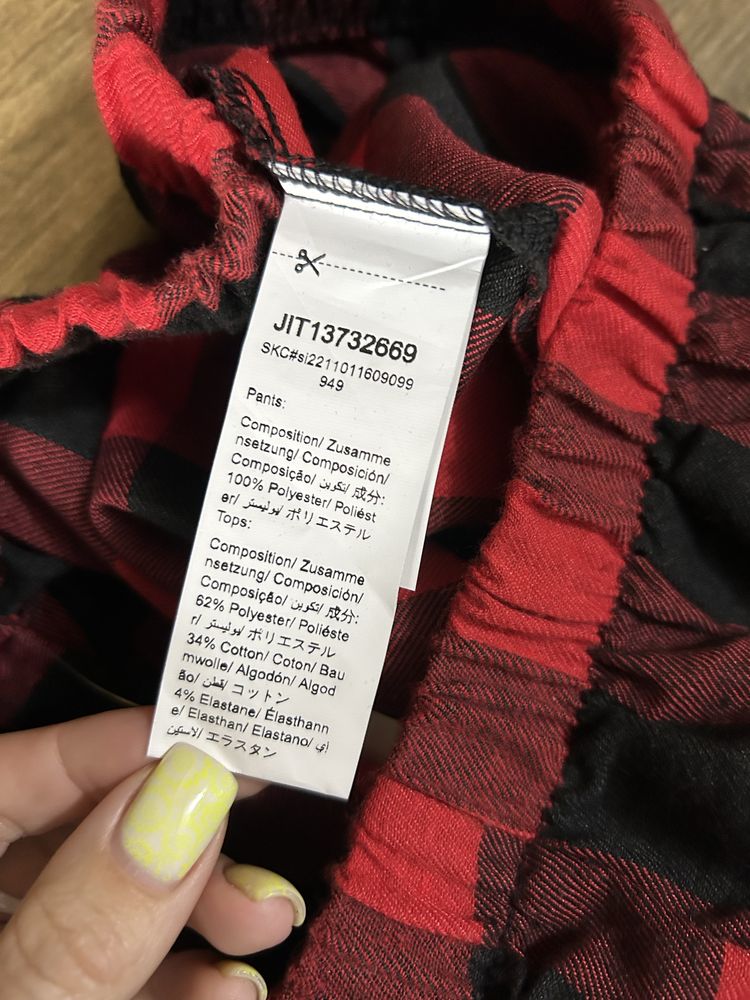 JIT13732669
SKC#si2211011609099
949
Pants:
Composition/ Zusamme
nsetzung/ Composición/
Composição/ تكوين/ 成分:
100% Polyester/ Poliést
er/ بوليستر/ ポリエステル
Tops:
Composition/ Zusamme
nsetzung/ Composición/
Composição/ تكوين/ 成分:
62% Polyester/ Poliéste
r/ بوليستر/ ポリエステル
34% Cotton/ Coton/ Bau
mwolle/ Algodón/ Algod
ão/ قطن/ コットン
4% Elastane/ Élasthann
e/ Elasthan/ Elastano/ إي
لاستين/ エラスタン